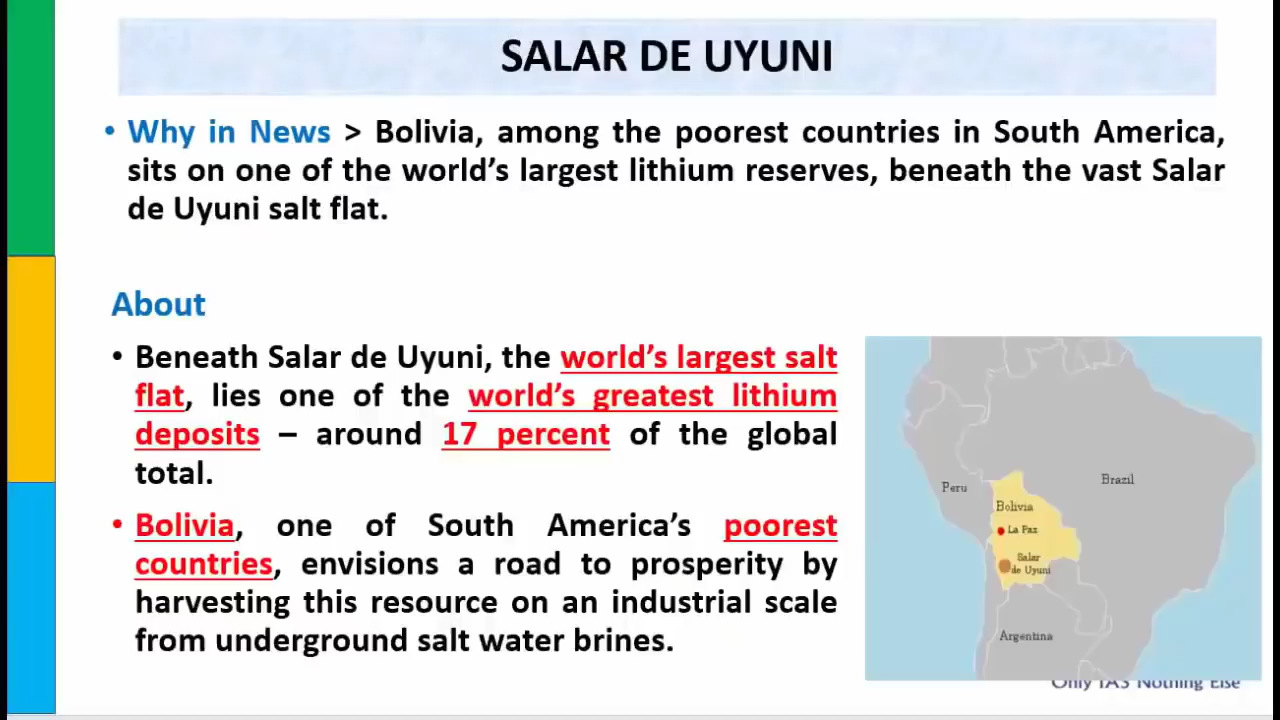 SALAR DE UYUNI
• Why in News > Bolivia, among the poorest countries in South America,
sits on one of the world's largest lithium reserves, beneath the vast Salar
de Uyuni salt flat.
About
• Beneath Salar de Uyuni, the world's largest salt
flat, lies one of the world's greatest lithium
deposits – around 17 percent of the global
total.
• Bolivia, one of South America's poorest
countries, envisions a road to prosperity by
harvesting this resource on an industrial scale
from underground salt water brines.
Peru
Brazil
Bolivia
La Paz
Salar
de Uyuni
Argentina
Only IAS Nothing Else